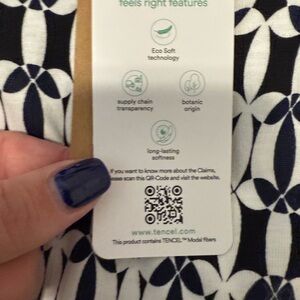 feels right features
Eco Soft
technology
supply chain
transparency
botanic
origin
long-lasting
softness
If you want to know more about the Claims,
please scan this QR-Code and visit the website.
www.tencel.com
This product contains TENCEL™ Modal Fibers